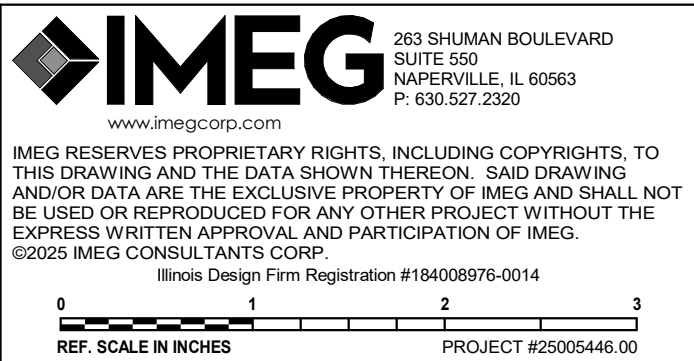 IMEG
263 SHUMAN BOULEVARD
SUITE 550
NAPERVILLE, IL 60563
P: 630.527.2320
www.imegcorp.com
IMEG RESERVES PROPRIETARY RIGHTS, INCLUDING COPYRIGHTS, TO
THIS DRAWING AND THE DATA SHOWN THEREON. SAID DRAWING
AND/OR DATA ARE THE EXCLUSIVE PROPERTY OF IMEG AND SHALL NOT
BE USED OR REPRODUCED FOR ANY OTHER PROJECT WITHOUT THE
EXPRESS WRITTEN APPROVAL AND PARTICIPATION OF IMEG.
©2025 IMEG CONSULTANTS CORP.
Illinois Design Firm Registration #184008976-0014
0 1 2 3
REF. SCALE IN INCHES PROJECT #25005446.00